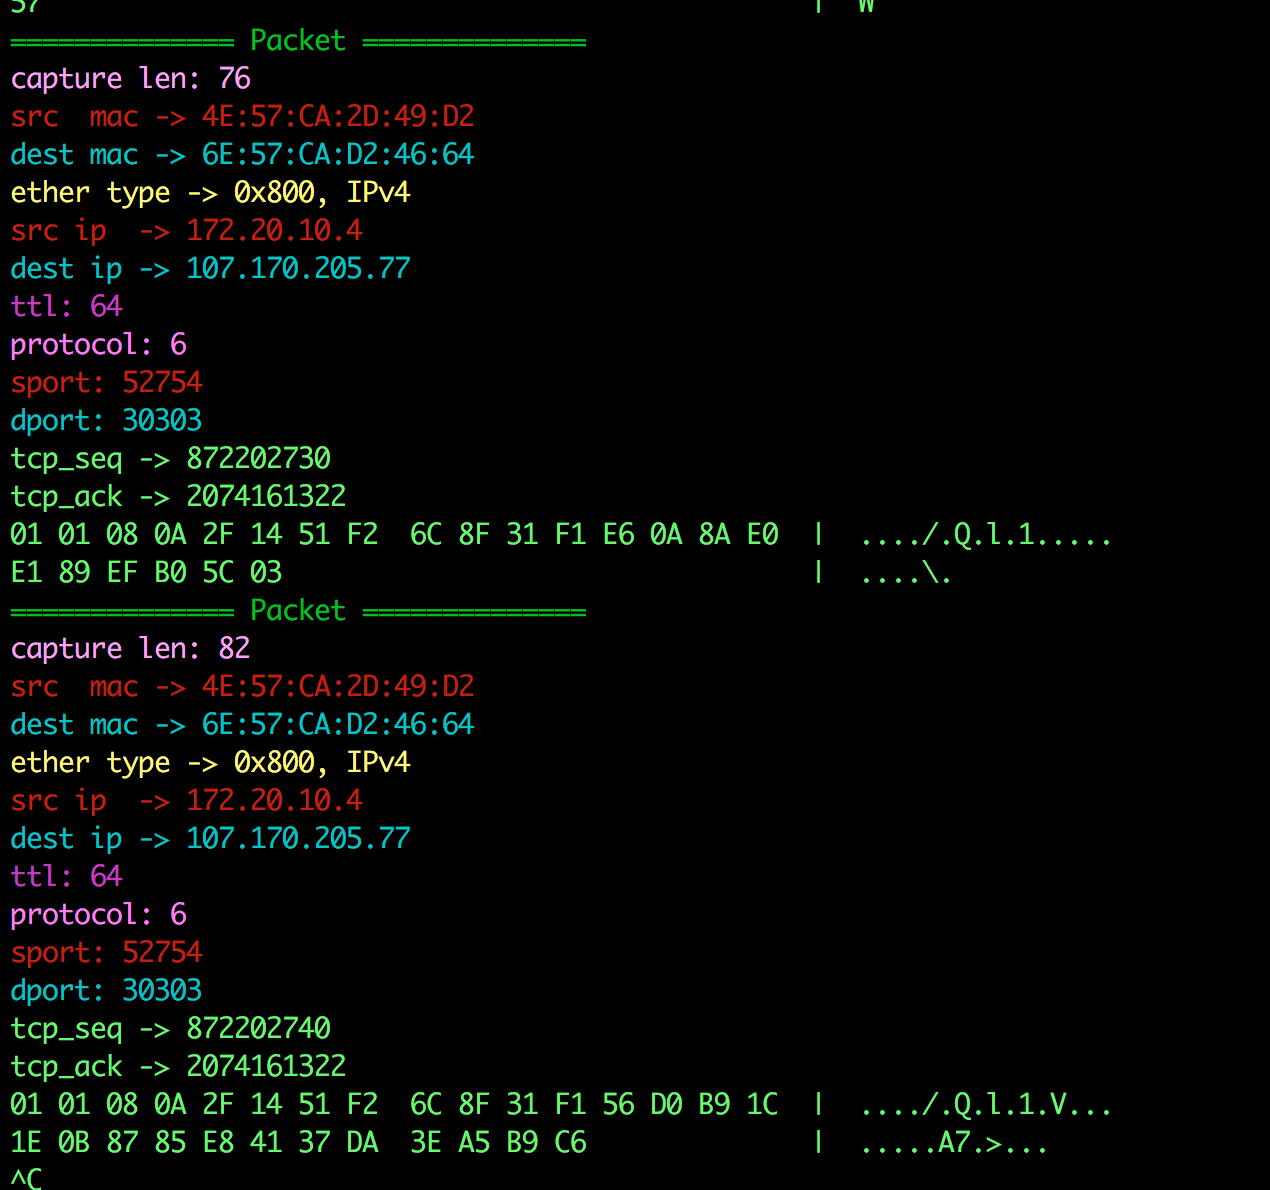 57                                                 |  W
============== Packet ==============
capture len: 76
src  mac -> 4E:57:CA:2D:49:D2
dest mac -> 6E:57:CA:D2:46:64
ether type -> 0x800, IPv4
src ip  -> 172.20.10.4
dest ip -> 107.170.205.77
ttl: 64
protocol: 6
sport: 52754
dport: 30303
tcp_seq -> 872202730
tcp_ack -> 2074161322
01 01 08 0A 2F 14 51 F2  6C 8F 31 F1 E6 0A 8A E0  |  ..../.Q.l.1.....
E1 89 EF B0 5C 03                                 |  ....\.
============== Packet ==============
capture len: 82
src  mac -> 4E:57:CA:2D:49:D2
dest mac -> 6E:57:CA:D2:46:64
ether type -> 0x800, IPv4
src ip  -> 172.20.10.4
dest ip -> 107.170.205.77
ttl: 64
protocol: 6
sport: 52754
dport: 30303
tcp_seq -> 872202740
tcp_ack -> 2074161322
01 01 08 0A 2F 14 51 F2  6C 8F 31 F1 56 D0 B9 1C  |  ..../.Q.l.1.V...
1E 0B 87 85 E8 41 37 DA  3E A5 B9 C6              |  .....A7.>...
^C